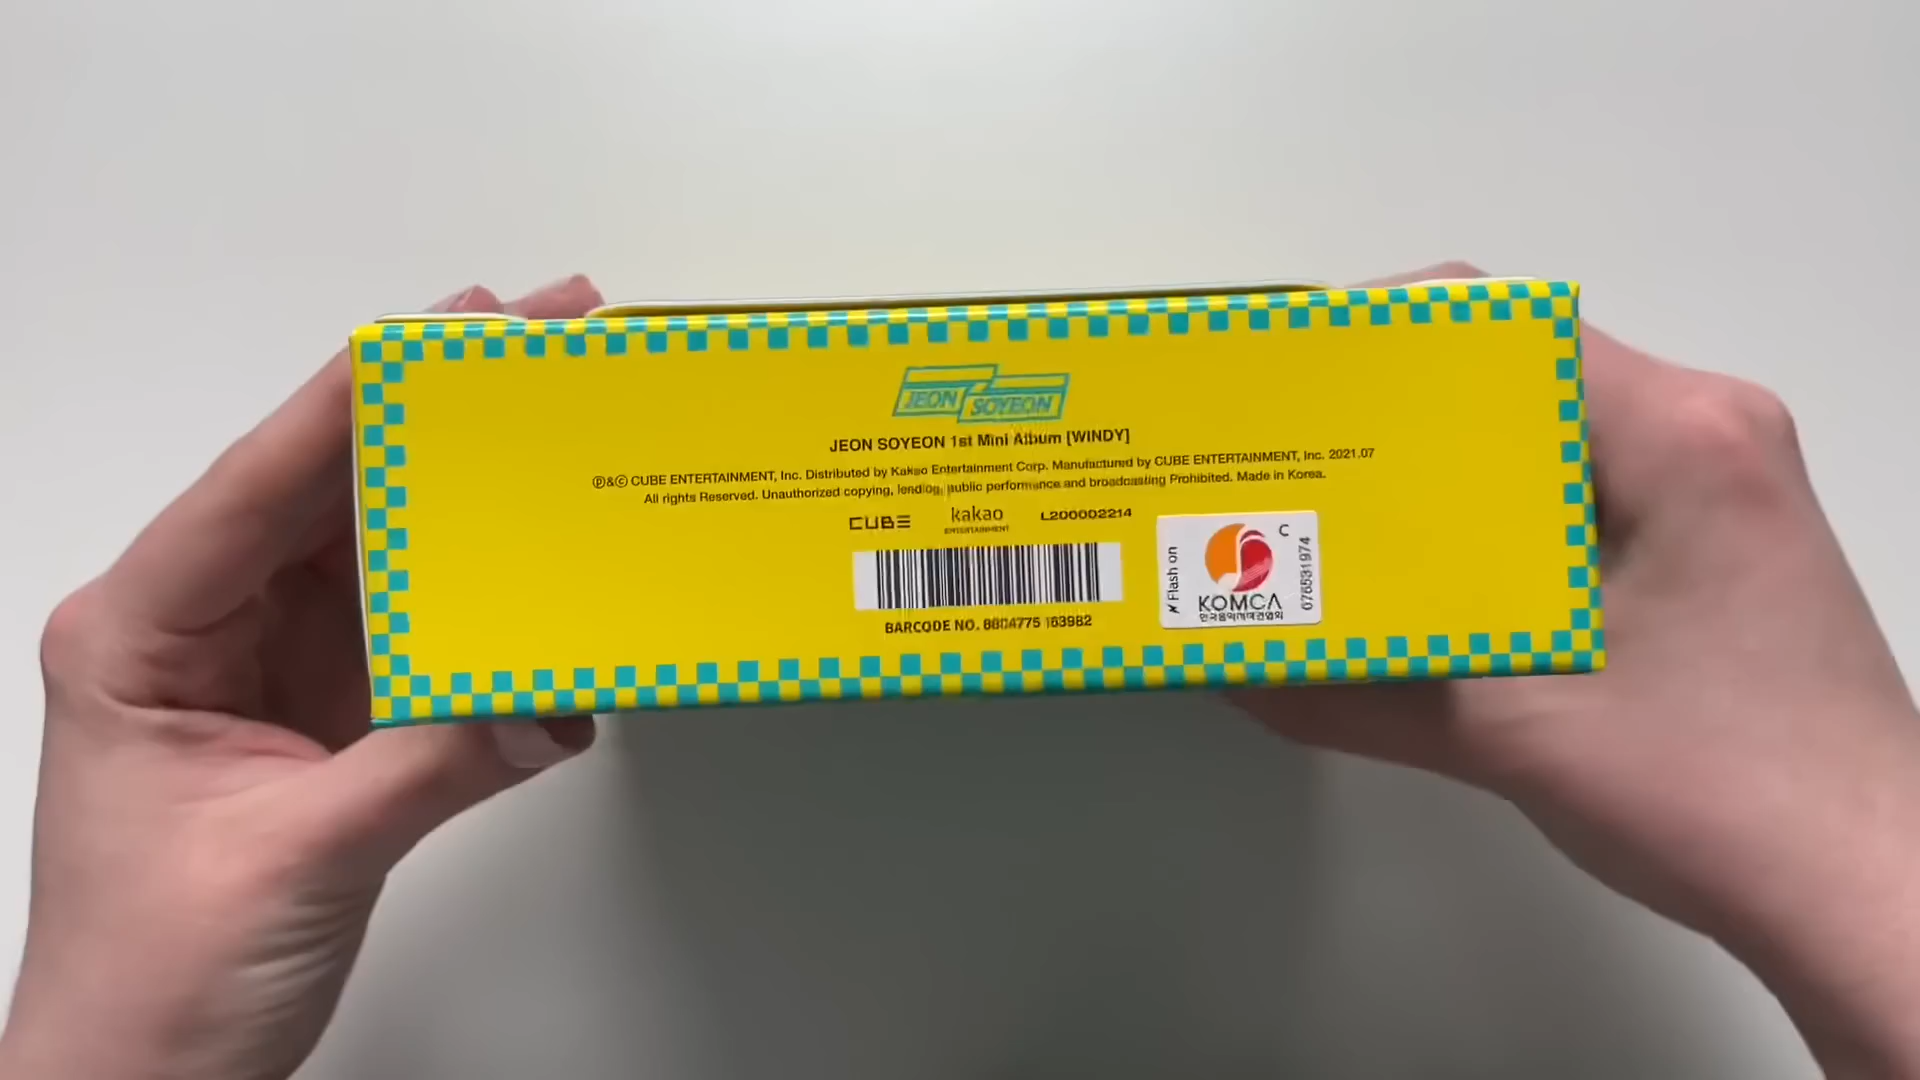 JEON SOYEON
JEON SOYEON 1st Mini Album [WINDY]
Ⓟ&Ⓒ CUBE ENTERTAINMENT, Inc. Distributed by Kakao Entertainment Corp. Manufactured by CUBE ENTERTAINMENT, Inc. 2021.07
All rights Reserved. Unauthorized copying, lending, public performance and broadcasting Prohibited. Made in Korea.
CUBE kakao ENTERTAINMENT L200002214
BARCODE NO. 8804775 163982
Flash on
KOMCA
C
076531974